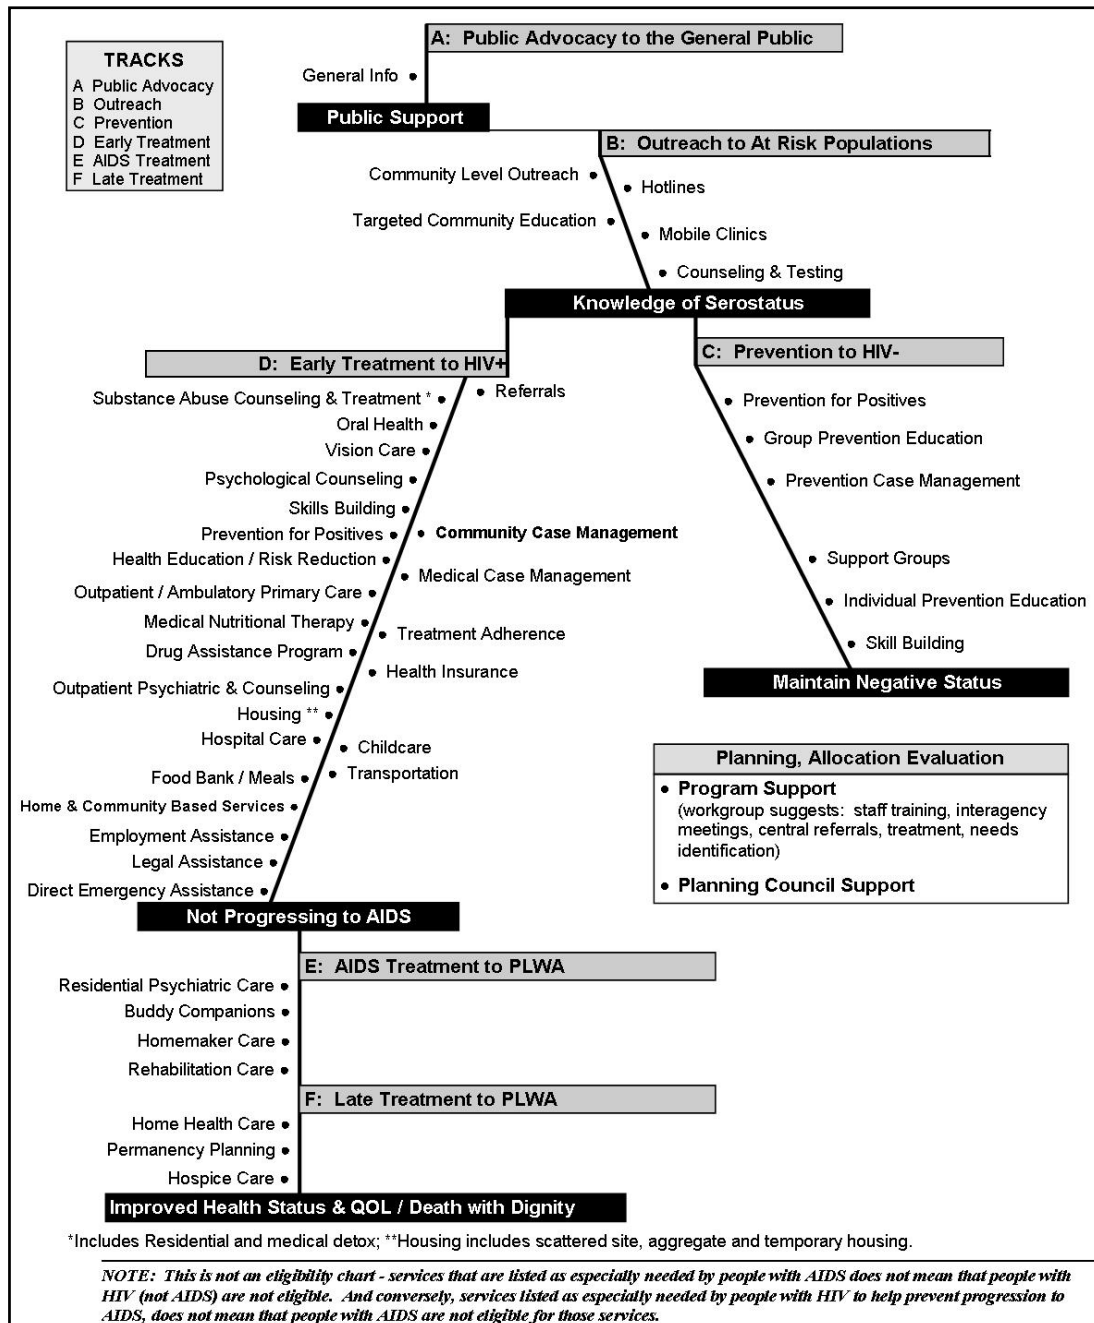 TRACKS
A Public Advocacy
B Outreach
C Prevention
D Early Treatment
E AIDS Treatment
F Late Treatment
A: Public Advocacy to the General Public
General Info
Public Support
B: Outreach to At Risk Populations
Community Level Outreach
Hotlines
Targeted Community Education
Mobile Clinics
Counseling & Testing
Knowledge of Serostatus
D: Early Treatment to HIV+
Referrals
Substance Abuse Counseling & Treatment *
Oral Health
Vision Care
Psychological Counseling
Skills Building
Prevention for Positives
Community Case Management
Health Education / Risk Reduction
Medical Case Management
Outpatient / Ambulatory Primary Care
Medical Nutritional Therapy
Treatment Adherence
Drug Assistance Program
Health Insurance
Outpatient Psychiatric & Counseling
Housing **
Hospital Care
Childcare
Food Bank / Meals
Transportation
Home & Community Based Services
Employment Assistance
Legal Assistance
Direct Emergency Assistance
Not Progressing to AIDS
C: Prevention to HIV-
Prevention for Positives
Group Prevention Education
Prevention Case Management
Support Groups
Individual Prevention Education
Skill Building
Maintain Negative Status
Planning, Allocation Evaluation
• Program Support
(workgroup suggests: staff training, interagency
meetings, central referrals, treatment, needs
identification)
• Planning Council Support
E: AIDS Treatment to PLWA
Residential Psychiatric Care
Buddy Companions
Homemaker Care
Rehabilitation Care
F: Late Treatment to PLWA
Home Health Care
Permanency Planning
Hospice Care
Improved Health Status & QOL / Death with Dignity
*Includes Residential and medical detox; **Housing includes scattered site, aggregate and temporary housing.
NOTE: This is not an eligibility chart - services that are listed as especially needed by people with AIDS does not mean that people with
HIV (not AIDS) are not eligible. And conversely, services listed as especially needed by people with HIV to help prevent progression to
AIDS, does not mean that people with AIDS are not eligible for those services.